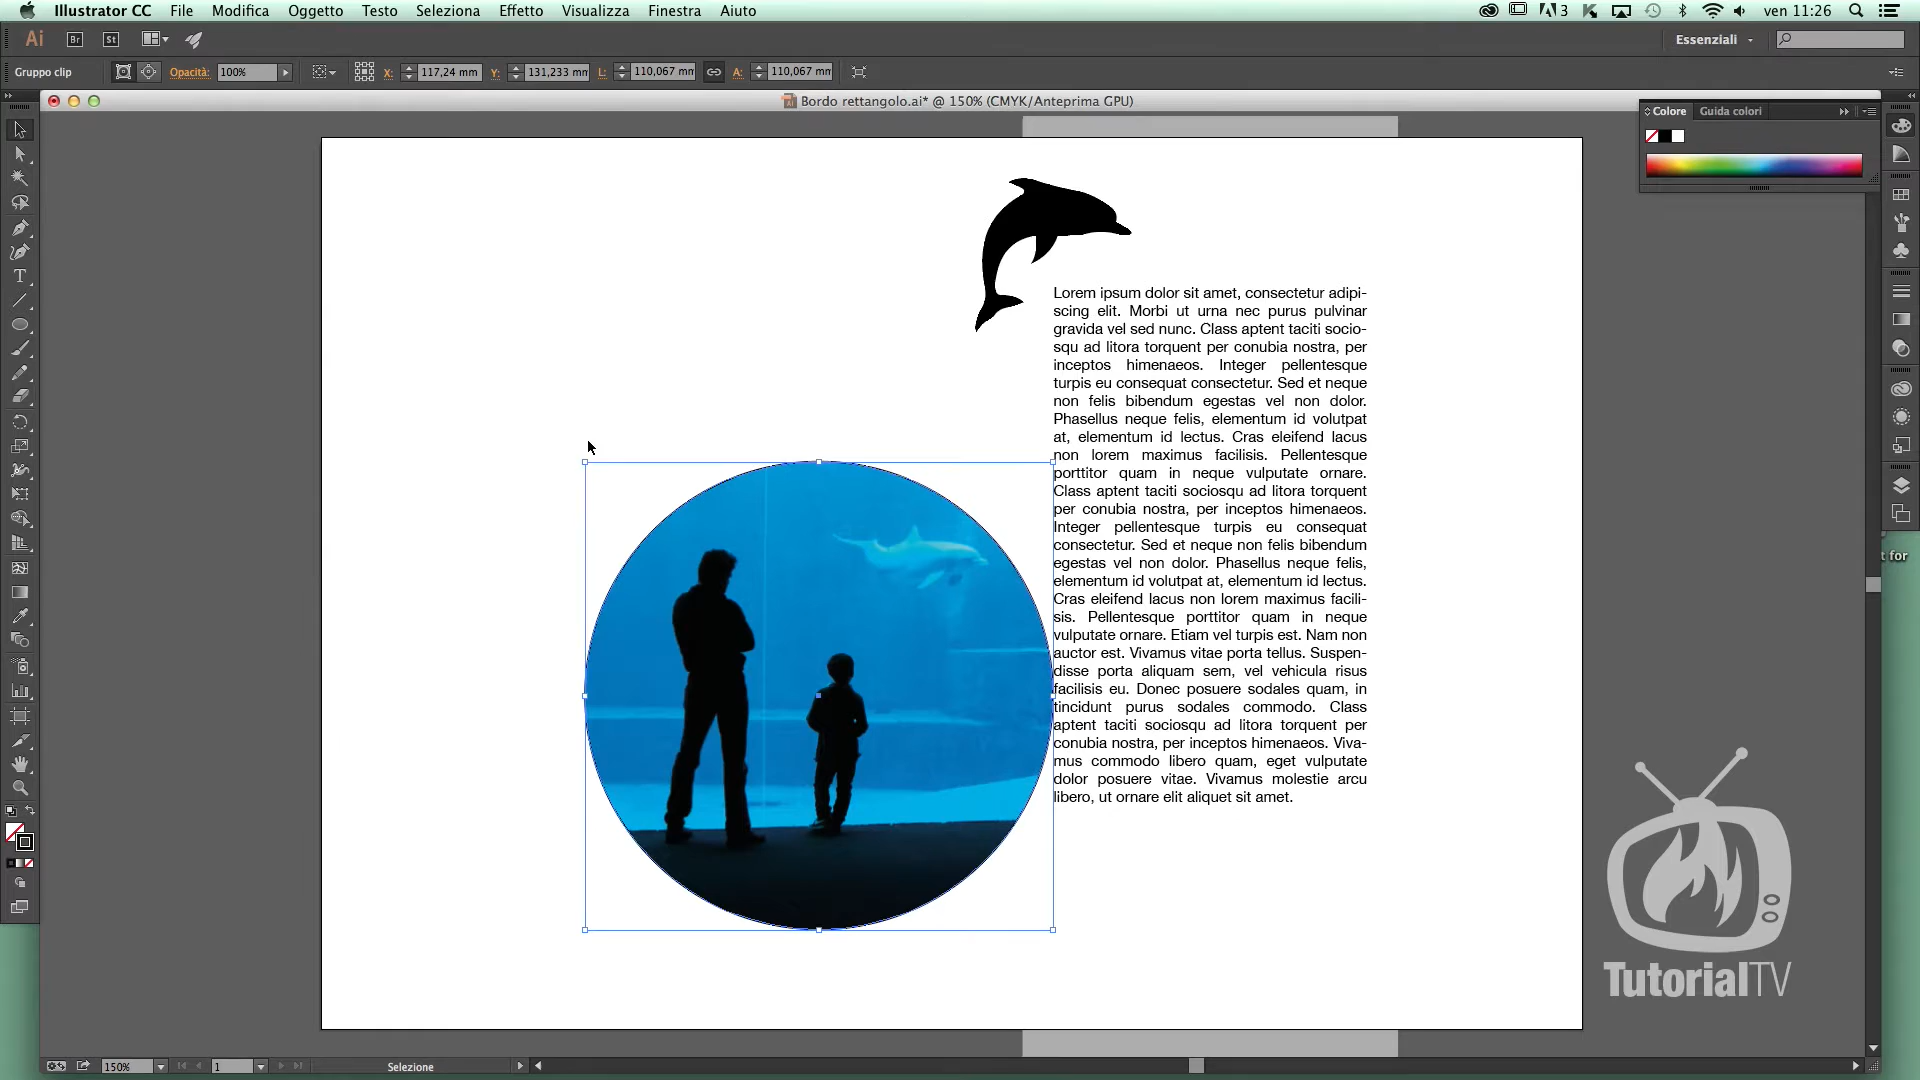 Illustrator CC File Modifica Oggetto Testo Seleziona Effetto Visualizza Finestra Aiuto 3 ven 11:26
Ai Br St Essenziali
Gruppo clip Opacità: 100% X: 117,24 mm Y: 131,233 mm L: 110,067 mm A: 110,067 mm
Bordo rettangolo.ai* @ 150% (CMYK/Anteprima GPU)
Colore Guida colori
Lorem ipsum dolor sit amet, consectetur adipi-
scing elit. Morbi ut urna nec purus pulvinar
gravida vel sed nunc. Class aptent taciti socio-
squ ad litora torquent per conubia nostra, per
inceptos himenaeos. Integer pellentesque
turpis eu consequat consectetur. Sed et neque
non felis bibendum egestas vel non dolor.
Phasellus neque felis, elementum id volutpat
at, elementum id lectus. Cras eleifend lacus
non lorem maximus facilisis. Pellentesque
porttitor quam in neque vulputate ornare.
Class aptent taciti sociosqu ad litora torquent
per conubia nostra, per inceptos himenaeos.
Integer pellentesque turpis eu consequat
consectetur. Sed et neque non felis bibendum
egestas vel non dolor. Phasellus neque felis,
elementum id volutpat at, elementum id lectus.
Cras eleifend lacus non lorem maximus facili-
sis. Pellentesque porttitor quam in neque
vulputate ornare. Etiam vel turpis est. Nam non
auctor est. Vivamus vitae porta tellus. Suspen-
disse porta aliquam sem, vel vehicula risus
facilisis eu. Donec posuere sodales quam, in
tincidunt purus sodales commodo. Class
aptent taciti sociosqu ad litora torquent per
conubia nostra, per inceptos himenaeos. Viva-
mus commodo libero quam, eget vulputate
dolor posuere vitae. Vivamus molestie arcu
libero, ut ornare elit aliquet sit amet.
for
TutorialTV
150% 1 Selezione